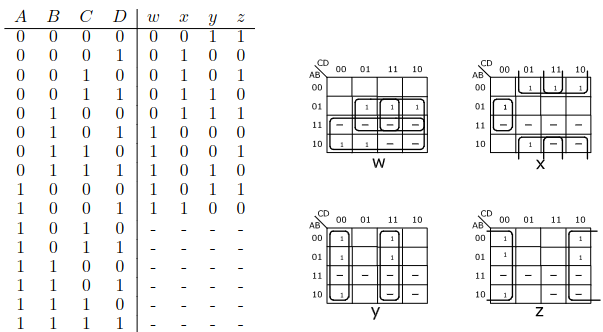 A B C D w x y z
0 0 0 0 0 0 1 1
0 0 0 1 0 1 0 0
0 0 1 0 0 1 0 1
0 0 1 1 0 1 1 0
0 1 0 0 0 1 1 1
0 1 0 1 1 0 0 0
0 1 1 0 1 0 0 1
0 1 1 1 1 0 1 0
1 0 0 0 1 0 1 1
1 0 0 1 1 1 0 0
1 0 1 0 - - - -
1 0 1 1 - - - -
1 1 0 0 - - - -
1 1 0 1 - - - -
1 1 1 0 - - - -
1 1 1 1 - - - -
CD
AB 00 01 11 10
00
01 1 1 1
11 – – – –
10 1 1 – –
w
CD
AB 00 01 11 10
00 1 1 1
01 1
11 – – – –
10 1 – –
x
CD
AB 00 01 11 10
00 1 1
01 1 1
11 – – – –
10 1 – –
y
CD
AB 00 01 11 10
00 1 1
01 1 1
11 – – – –
10 1 – –
z